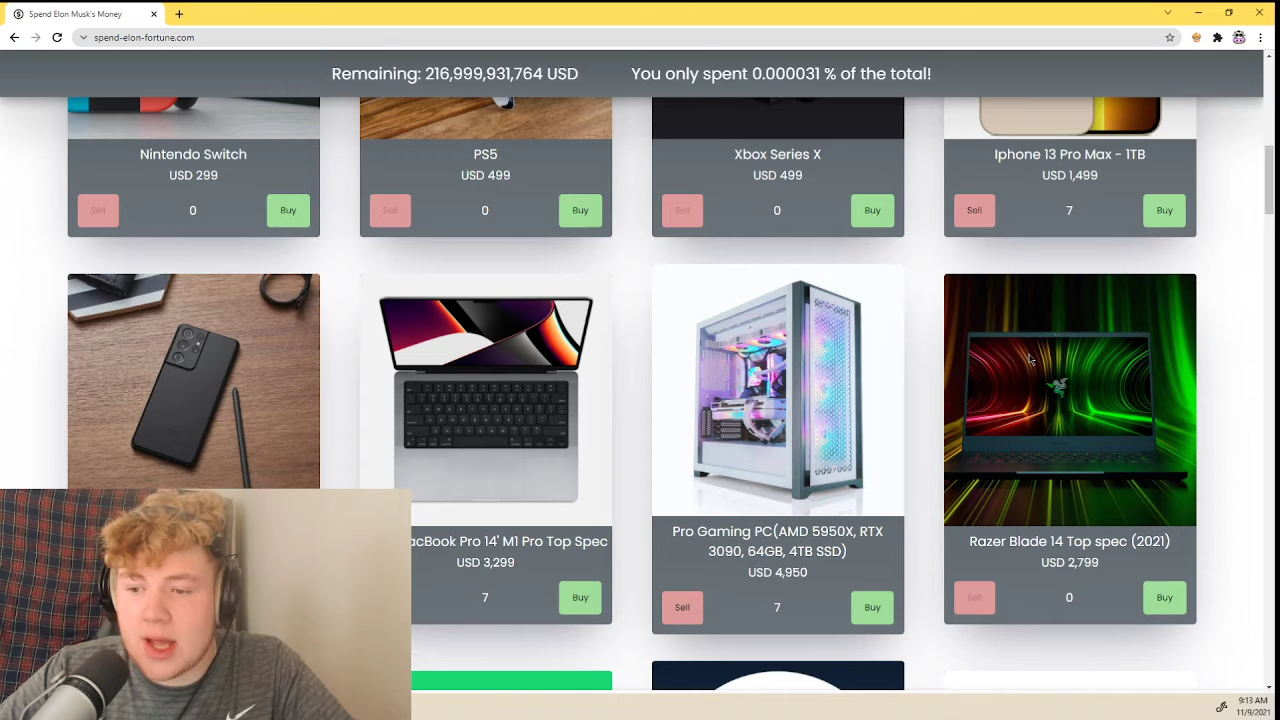 Spend Elon Musk's Money
spend-elon-fortune.com
Remaining: 216,999,931,764 USD
You only spent 0.000031 % of the total!
Nintendo Switch
USD 299
Sell
0
Buy
PS5
USD 499
Sell
0
Buy
Xbox Series X
USD 499
Sell
0
Buy
Iphone 13 Pro Max - 1TB
USD 1,499
Sell
7
Buy
acBook Pro 14' M1 Pro Top Spec
USD 3,299
7
Buy
Pro Gaming PC(AMD 5950X, RTX
3090, 64GB, 4TB SSD)
USD 4,950
Sell
7
Buy
Razer Blade 14 Top spec (2021)
USD 2,799
Sell
0
Buy
9:13 AM
11/9/2021